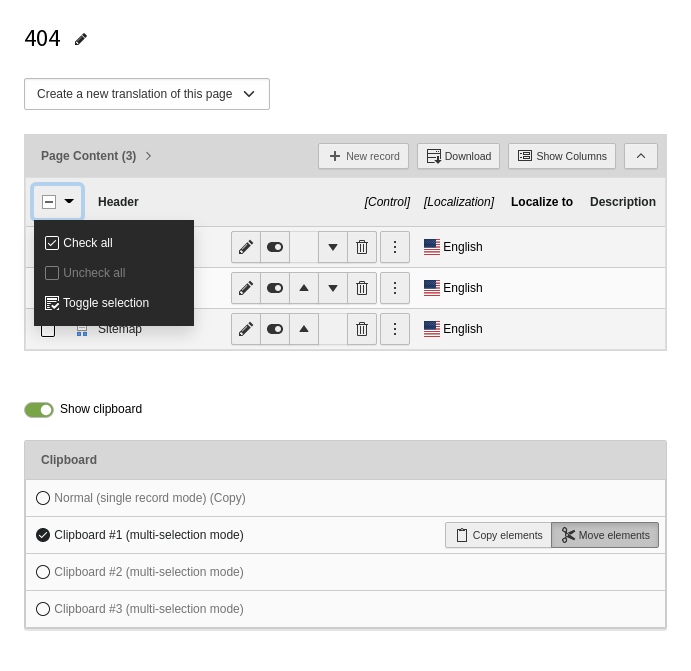 404
Create a new translation of this page
Page Content (3)
New record
Download
Show Columns
Header
[Control]
[Localization]
Localize to
Description
Check all
Uncheck all
Toggle selection
English
English
Sitemap
English
Show clipboard
Clipboard
Normal (single record mode) (Copy)
Clipboard #1 (multi-selection mode)
Copy elements
Move elements
Clipboard #2 (multi-selection mode)
Clipboard #3 (multi-selection mode)